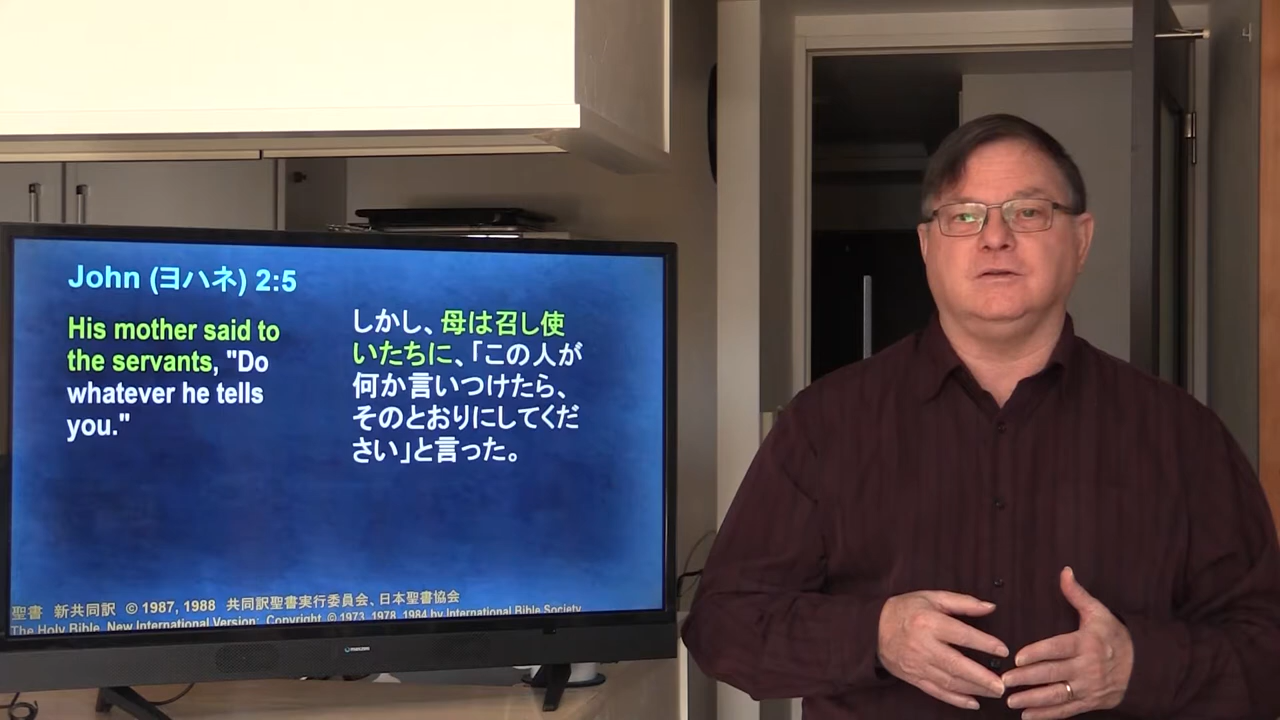 John (ヨハネ) 2:5
His mother said to
the servants, "Do
whatever he tells
you."
しかし、母は召し使
いたちに、「この人が
何か言いつけたら、
そのとおりにしてくだ
さい」と言った。
聖書 新共同訳 © 1987, 1988 共同訳聖書実行委員会、日本聖書協会
The Holy Bible, New International Version; Copyright © 1973, 1978, 1984 by International Bible Society